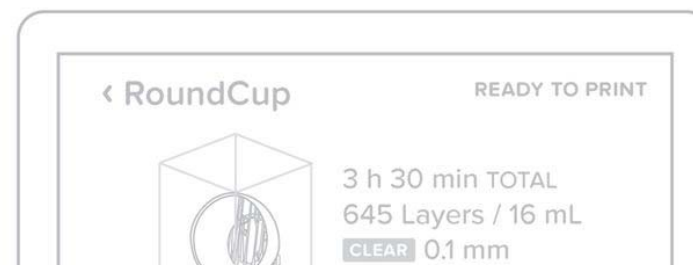 ‹ RoundCup
READY TO PRINT
3 h 30 min TOTAL
645 Layers / 16 mL
CLEAR 0.1 mm